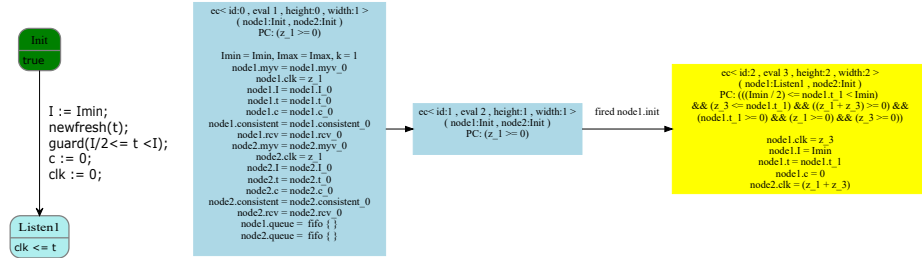 Init
true
I := Imin;
newfresh(t);
guard(I/2<= t <I);
c := 0;
clk := 0;
Listen1
clk <= t
ec< id:0 , eval 1 , height:0 , width:1 >
( node1:Init , node2:Init )
PC: (z_1 >= 0)
Imin = Imin, Imax = Imax, k = 1
node1.myv = node1.myv_0
node1.clk = z_1
node1.I = node1.I_0
node1.t = node1.t_0
node1.c = node1.c_0
node1.consistent = node1.consistent_0
node1.rcv = node1.rcv_0
node2.myv = node2.myv_0
node2.clk = z_1
node2.I = node2.I_0
node2.t = node2.t_0
node2.c = node2.c_0
node2.consistent = node2.consistent_0
node2.rcv = node2.rcv_0
node1.queue = fifo { }
node2.queue = fifo { }
ec< id:1 , eval 2 , height:1 , width:1 >
( node1:Init , node2:Init )
PC: (z_1 >= 0)
fired node1.init
ec< id:2 , eval 3 , height:2 , width:2 >
( node1:Listen1 , node2:Init )
PC: (((Imin / 2) <= node1.t_1 < Imin)
&& (z_3 <= node1.t_1) && ((z_1 + z_3) >= 0) &&
(node1.t_1 >= 0) && (z_1 >= 0) && (z_3 >= 0))
node1.clk = z_3
node1.I = Imin
node1.t = node1.t_1
node1.c = 0
node2.clk = (z_1 + z_3)